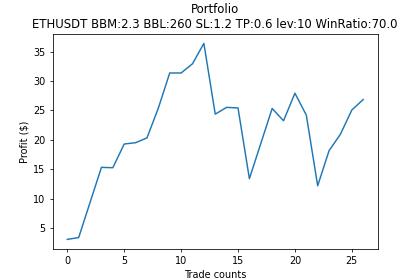 Portfolio
ETHUSDT BBM:2.3 BBL:260 SL:1.2 TP:0.6 lev:10 WinRatio:70.0
35
30
25
20
15
10
5
Profit ($)
0 5 10 15 20 25
Trade counts